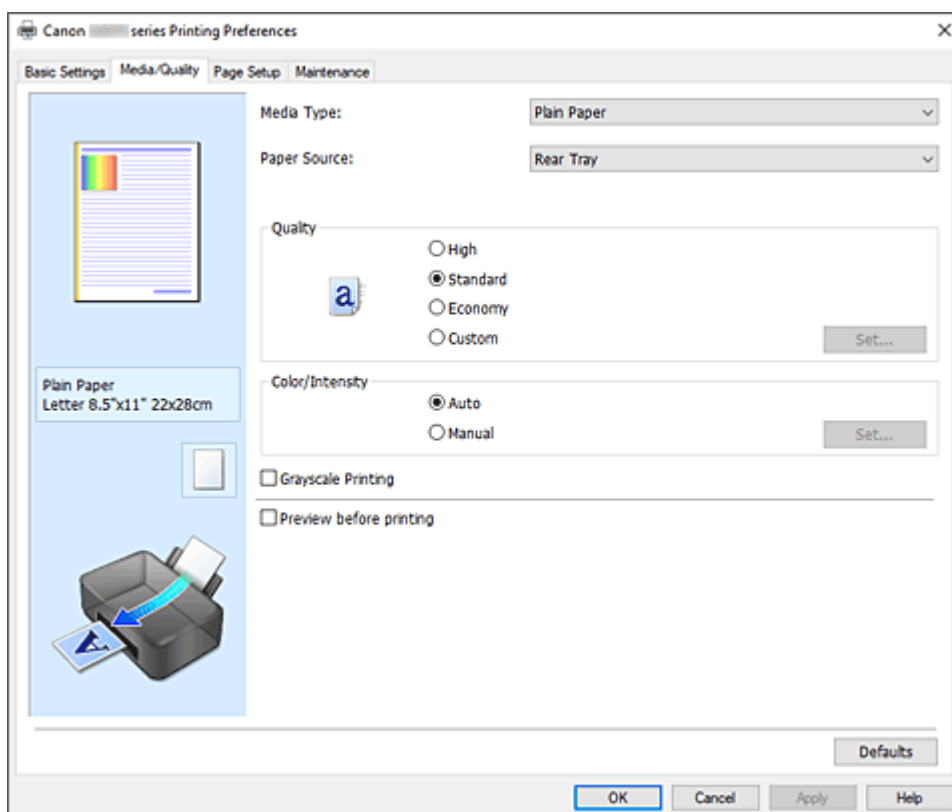 Canon series Printing Preferences
Basic Settings Media/Quality Page Setup Maintenance
Media Type: Plain Paper
Paper Source: Rear Tray
Quality
High
a
Standard
Economy
Custom
Set...
Plain Paper
Letter 8.5"x11" 22x28cm
Color/Intensity
Auto
Manual
Set...
Grayscale Printing
Preview before printing
A
Defaults
OK Cancel Apply Help